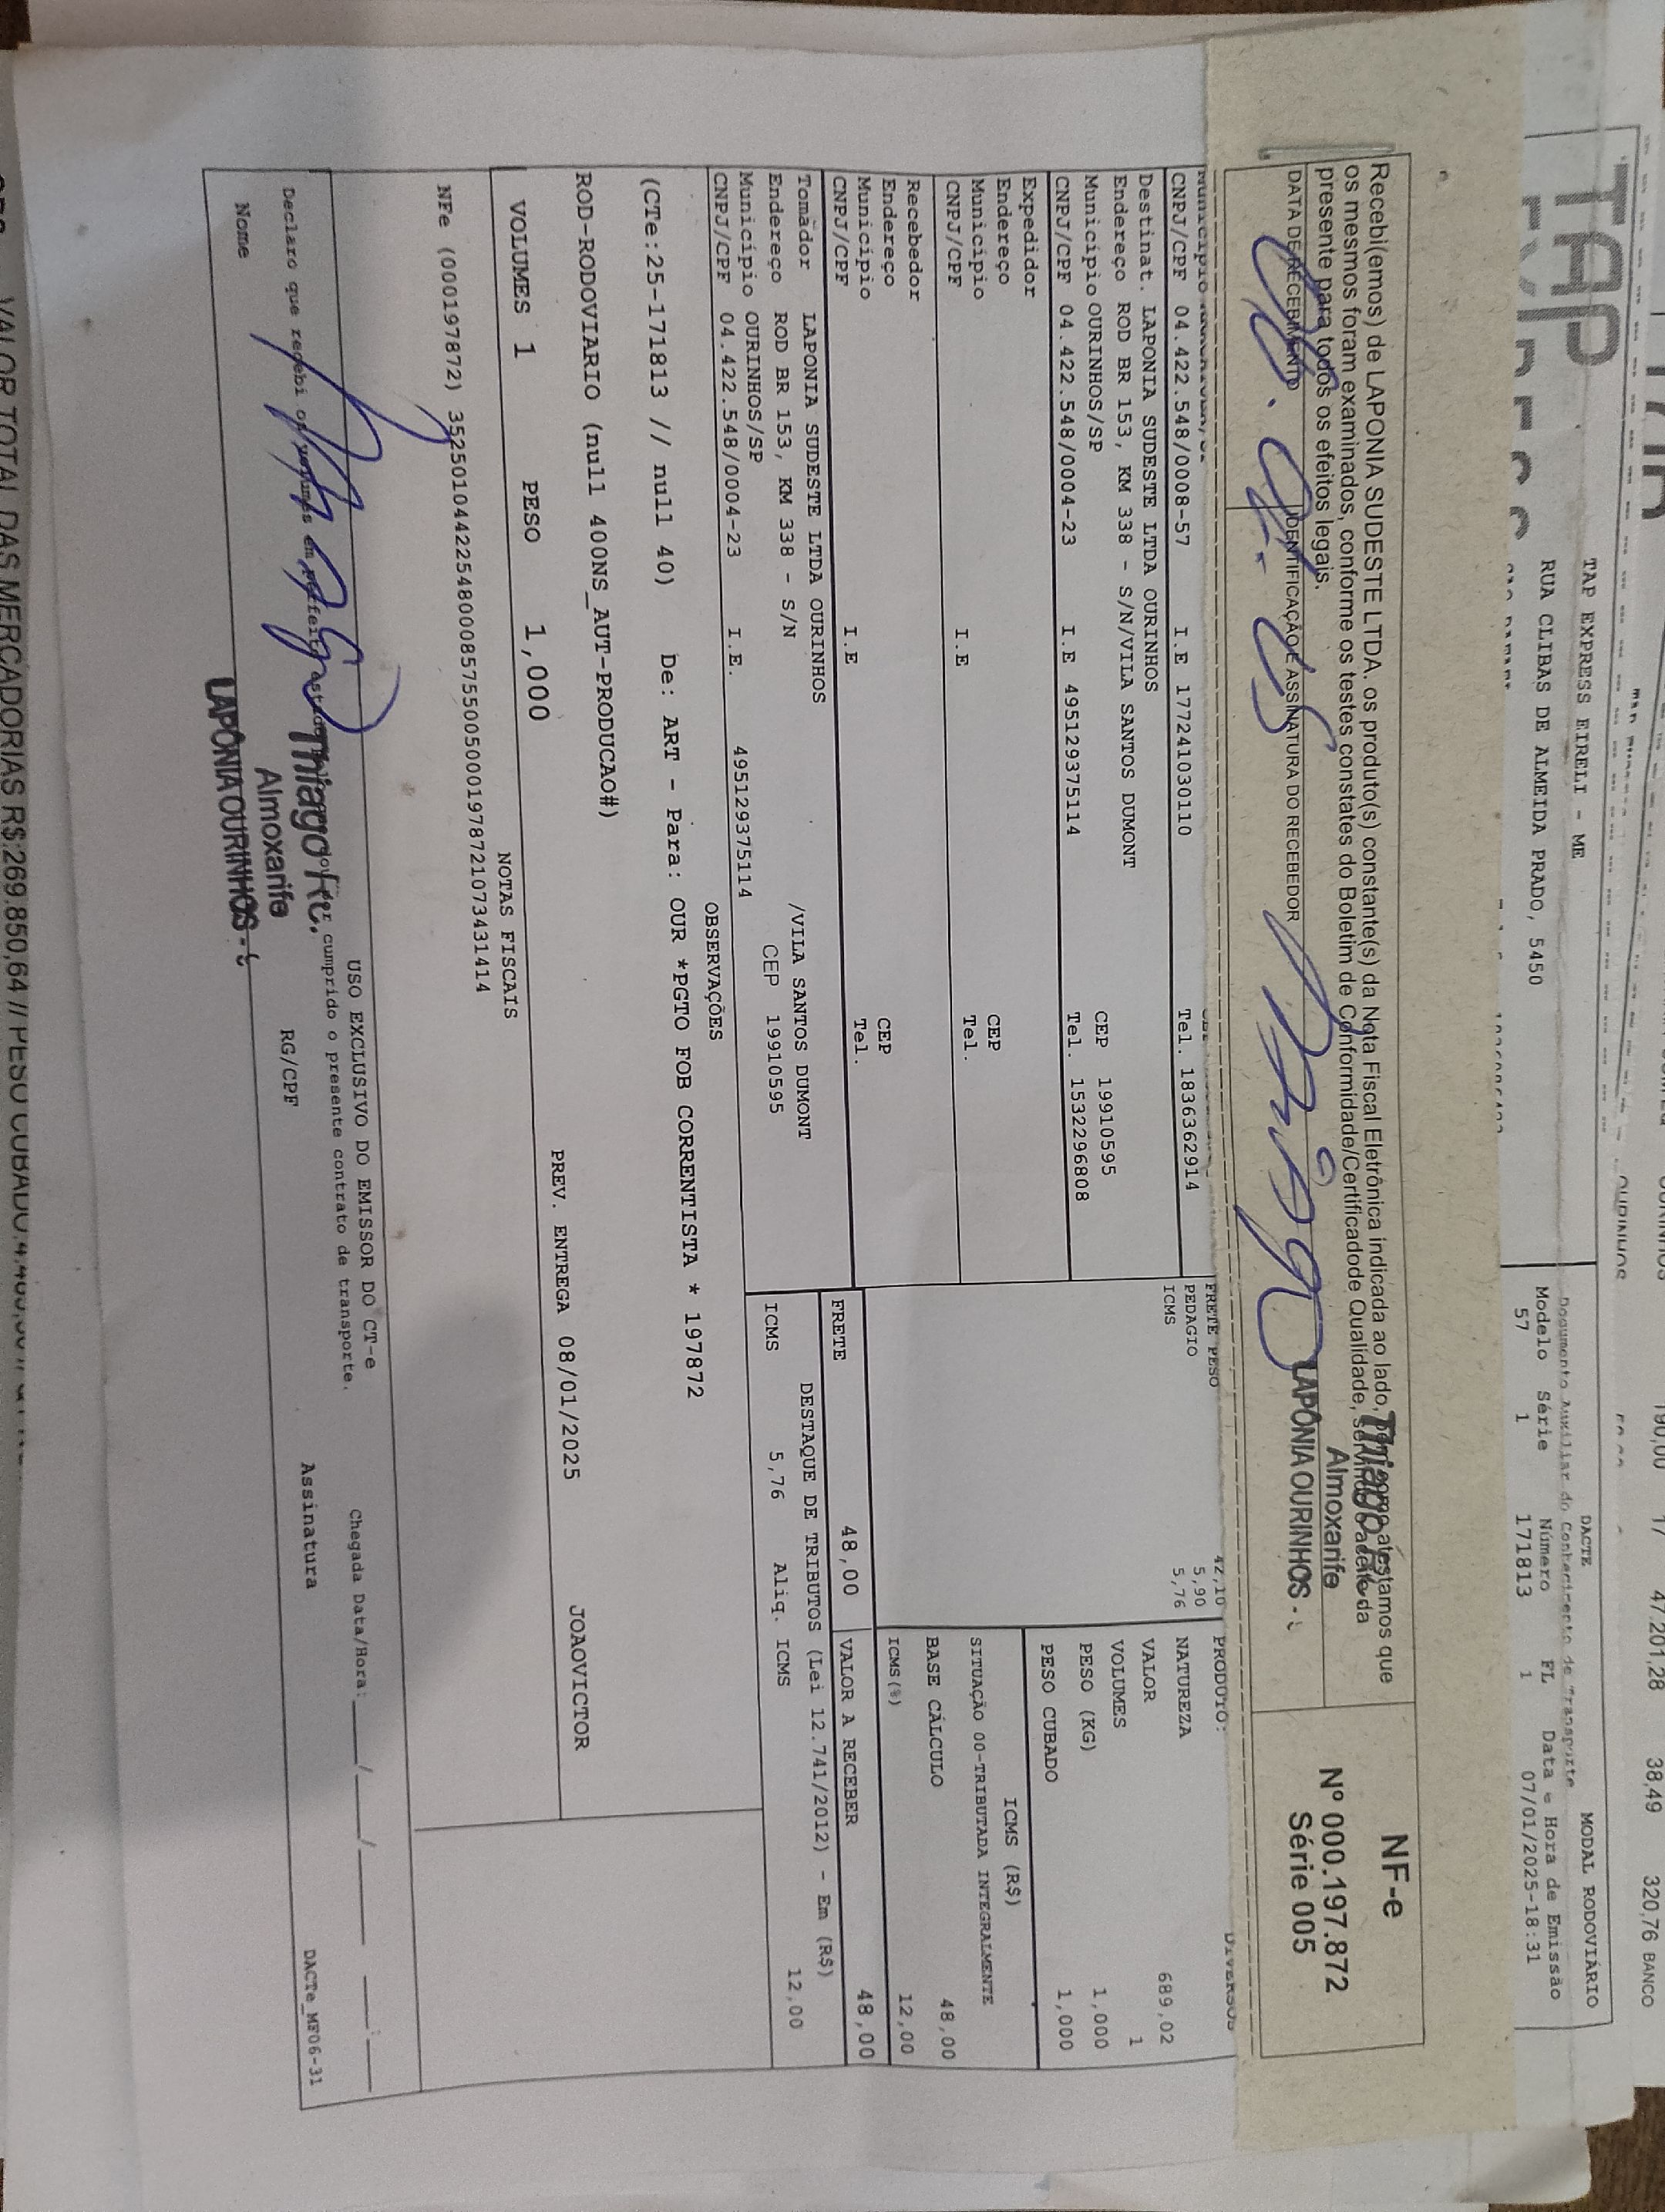 TAP
TAP EXPRESS EIRELI - ME
RUA CLIBAS DE ALMEIDA PRADO, 5450
DACTE
Documento Auxiliar do Conhecimento de Transporte
MODAL RODOVIÁRIO
Modelo Série Número FL Data e Hora de Emissão
57 1 171813 1 07/01/2025-18:31
47.201,28 38,49 320,76 BANCO
Recebi(emos) de LAPONIA SUDESTE LTDA. os produto(s) constante(s) da Nota Fiscal Eletrônica indicada ao lado, bem como atestamos que
os mesmos foram examinados, conforme os testes constates do Boletim de Conformidade/Certificadode Qualidade,
presente para todos os efeitos legais.
DATA DE RECEBIMENTO
IDENTIFICAÇÃO E ASSINATURA DO RECEBEDOR
Almoxarife
LAPÔNIA OURINHOS -
NF-e
Nº 000.197.872
Série 005
CNPJ/CPF 04.422.548/0008-57 I.E 177241030110 Tel. 1836362914
Destinat. LAPONIA SUDESTE LTDA OURINHOS
Endereço ROD BR 153, KM 338 - S/N/VILA SANTOS DUMONT
Município OURINHOS/SP CEP 19910595
CNPJ/CPF 04.422.548/0004-23 I.E 495129375114 Tel. 1532296808
Expedidor
Endereço
Município CEP
CNPJ/CPF I.E Tel.
Recebedor
Endereço
Município CEP
CNPJ/CPF I.E Tel.
Tomador LAPONIA SUDESTE LTDA OURINHOS
Endereço ROD BR 153, KM 338 - S/N /VILA SANTOS DUMONT
Município OURINHOS/SP CEP 19910595
CNPJ/CPF 04.422.548/0004-23 I.E. 495129375114
FRETE PESO 42,10
PEDAGIO 5,90
ICMS 5,76
PRODUTO: Diversos
NATUREZA
VALOR 689,02
VOLUMES 1
PESO (KG) 1,000
PESO CUBADO 1,000
ICMS (R$)
SITUAÇÃO 00-TRIBUTADA INTEGRALMENTE
BASE CÁLCULO 48,00
ICMS(%) 12,00
FRETE 48,00 VALOR A RECEBER 48,00
DESTAQUE DE TRIBUTOS (Lei 12.741/2012) - Em (R$)
ICMS 5,76 Aliq. ICMS 12,00
OBSERVAÇÕES
(CTe:25-171813 // null 40) De: ART - Para: OUR *PGTO FOB CORRENTISTA * 197872
ROD-RODOVIARIO (null 400NS_AUT-PRODUCAO#)
PREV. ENTREGA 08/01/2025 JOAOVICTOR
VOLUMES 1 PESO 1,000
NOTAS FISCAIS
NFe (000197872) 35250104422548000857550050001978721073431414
USO EXCLUSIVO DO EMISSOR DO CT-e
Declaro que recebi os volumes em perfeito cumprido o presente contrato de transporte.
Chegada Data/Hora: / / :
Nome RG/CPF Assinatura
Almoxarife
LAPÔNIA OURINHOS -
DACTe_MF06-31
VALOR TOTAL DAS MERCADORIAS R$:269.850,64 //